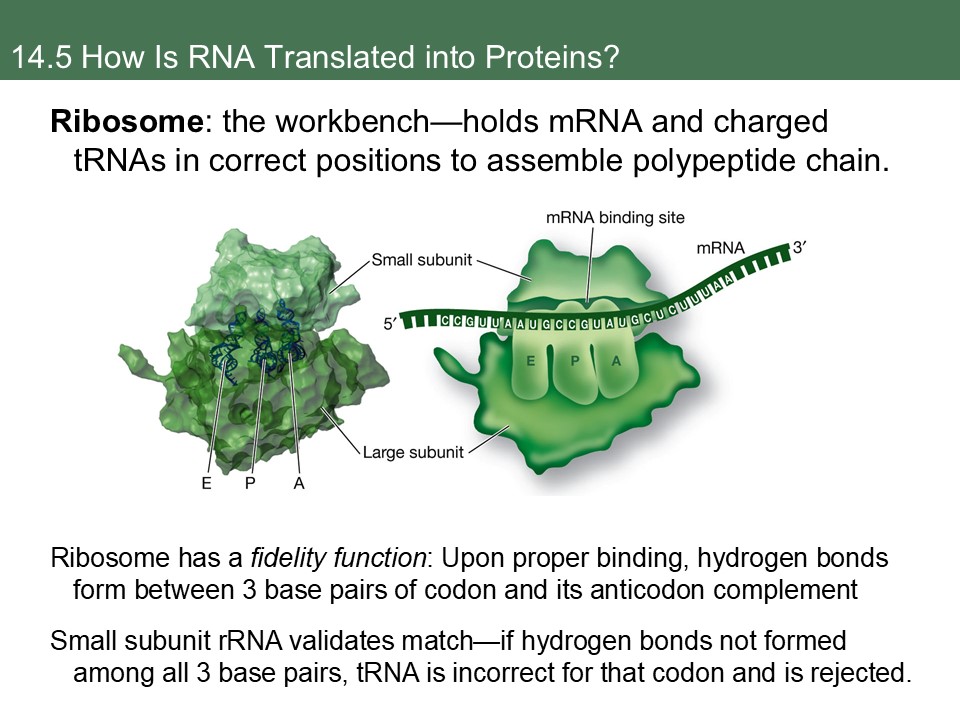 14.5 How Is RNA Translated into Proteins?
Ribosome: the workbench—holds mRNA and charged
tRNAs in correct positions to assemble polypeptide chain.
mRNA binding site
mRNA
3′
Small subunit
5′
CCGUUAAUGCCGUAUGCUCUUUAA
E P A
Large subunit
E P A
Ribosome has a fidelity function: Upon proper binding, hydrogen bonds
form between 3 base pairs of codon and its anticodon complement
Small subunit rRNA validates match—if hydrogen bonds not formed
among all 3 base pairs, tRNA is incorrect for that codon and is rejected.